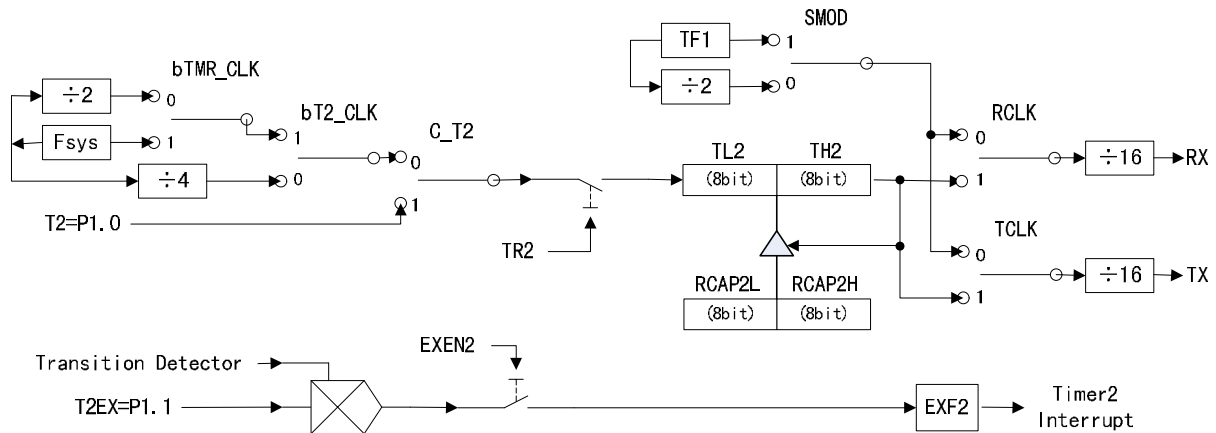 SMOD
TF1
1
÷2
0
bTMR_CLK
÷2
0
bT2_CLK
Fsys
1
1
÷4
0
C_T2
0
1
T2=P1.0
TR2
TL2
TH2
(8bit)
(8bit)
RCAP2L
RCAP2H
(8bit)
(8bit)
RCLK
0
1
÷16
RX
TCLK
0
1
÷16
TX
Transition Detector
EXEN2
T2EX=P1.1
EXF2
Timer2
Interrupt